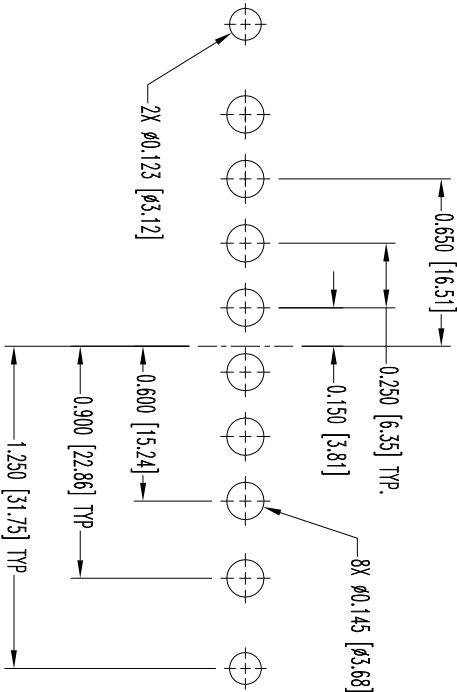 2X ø0.123 [ø3.12]
0.650 [16.51]
0.250 [6.35] TYP.
0.150 [3.81]
0.600 [15.24]
0.900 [22.86] TYP
1.250 [31.75] TYP
8X ø0.145 [ø3.68]